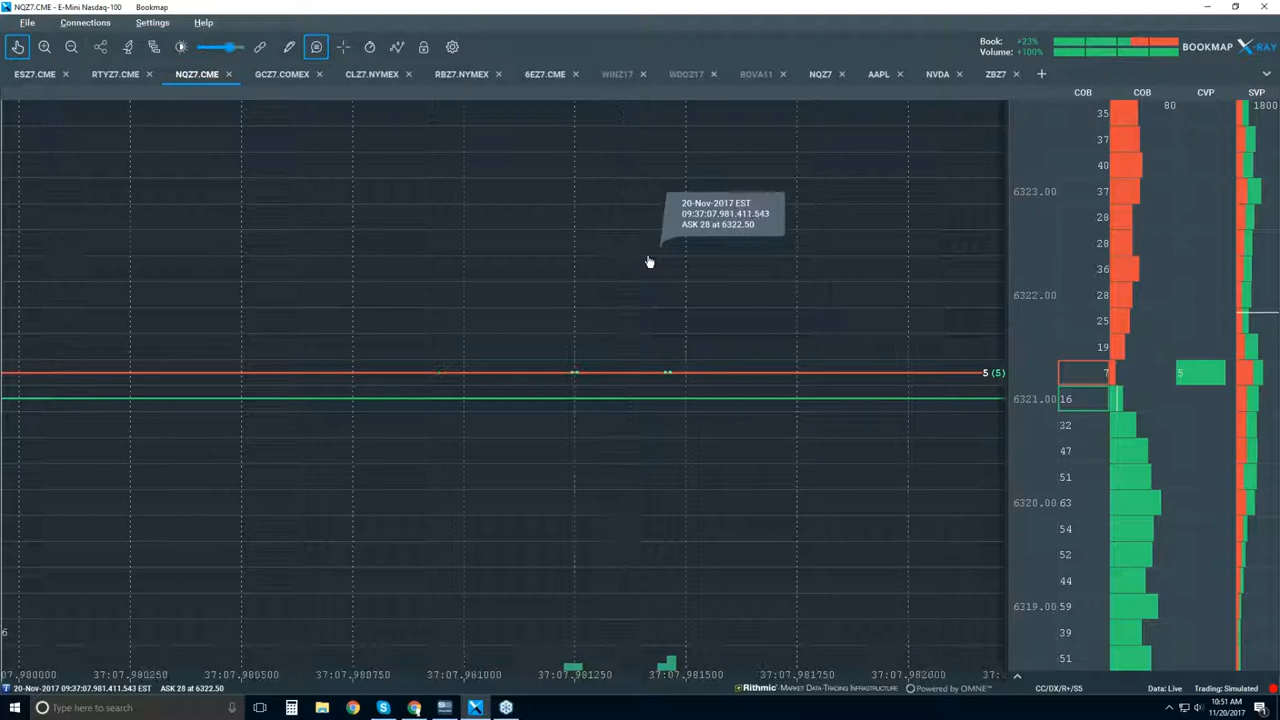 NQZ7.CME - E-Mini Nasdaq-100 Bookmap
File Connections Settings Help
Book: +23%
Volume: +100%
BOOKMAP X-RAY
ESZ7.CME RTYZ7.CME NQZ7.CME GCZ7.COMEX CLZ7.NYMEX RBZ7.NYMEX 6EZ7.CME WINZ17 WDOZ17 BOVA11 NQZ7 AAPL NVDA ZBZ7
COB COB CVP SVP
80 1800
35
37
40
6323.00 37
28
28
36
6322.00 28
25
19
7 5
6321.00 16
32
47
51
6320.00 63
54
52
44
6319.00 59
39
51
20-Nov-2017 EST
09:37:07.981.411.543
ASK 28 at 6322.50
5 (5)
6
:07.980000 37:07.980250 37:07.980500 37:07.980750 37:07.981000 37:07.981250 37:07.981500 37:07.981750 37:07.982000 37:0
20-Nov-2017 09:37:07.981.411.543 EST ASK 28 at 6322.50
Rithmic MARKET DATA-TRADING INFRASTRUCTURE Powered by OMNE™
CC/DX/R+/S5 Data: Live Trading: Simulated
Type here to search
10:51 AM
11/20/2017
1